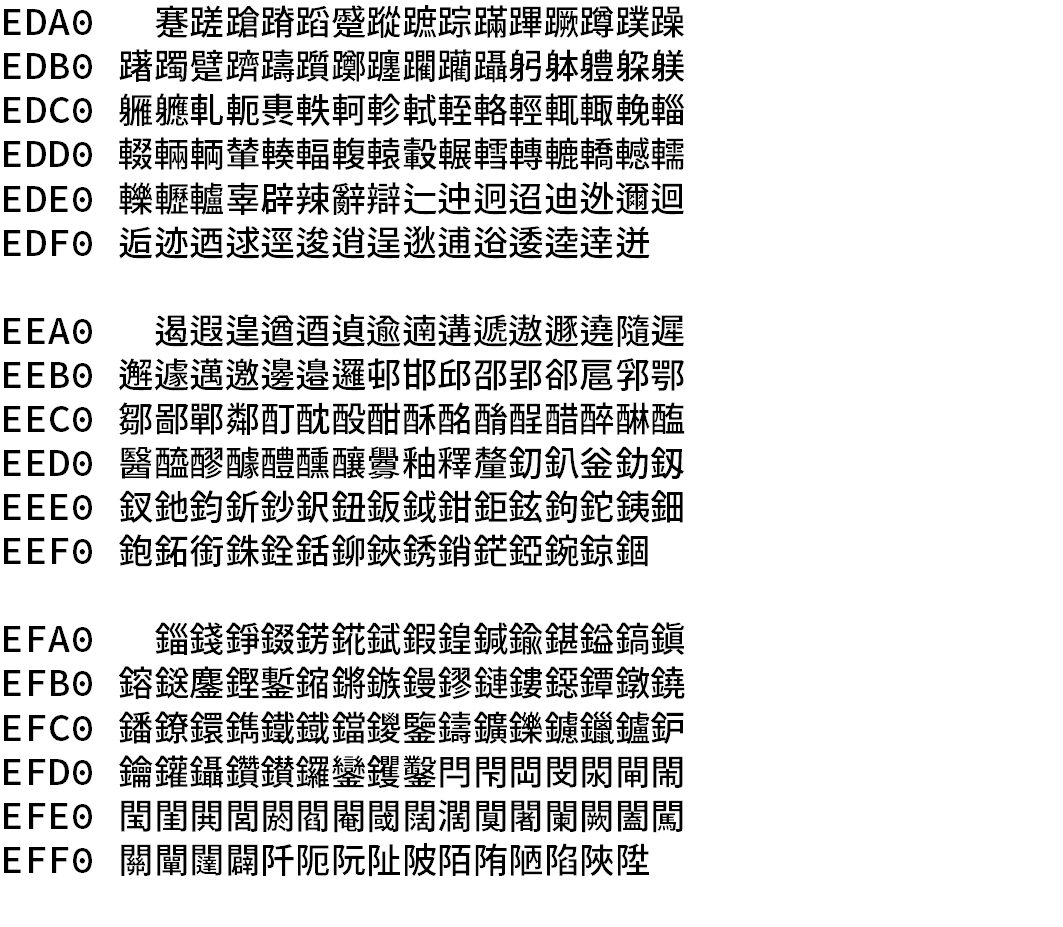 EDA0 蹇蹉蹌蹐蹈蹙蹤蹠踪蹣蹕蹶蹲蹼躁
EDB0 躇躅躄躋躊躓躑躔躙躪躡躬躰軆躱躾
EDC0 軅軈軋軛軣軼軻軫軾輊輅輕輒輙輓輜
EDD0 輟輛輌輦輳輻輹轅轂輾轌轉轆轎轗轜
EDE0 轢轣轤辜辟辣辭辯辷迚迥迢迪迯邇迴
EDF0 逅迹迺逑逕逡逍逞逖逋逧逶逵逹迸
EEA0 遏遐遑遒逎遉逾遖遘遞遨遯遶隨遲
EEB0 邂遽邁邀邊邉邏邨邯邱邵郢郤扈郛鄂
EEC0 鄒鄙鄲鄰酊酖酘酣酥酩酳酲醋醉醂醢
EED0 醫醯醪醵醴醺釀釁釉釋釐釖釟釡釛釼
EEE0 釵釶鈞釿鈔鈬鈕鈑鉞鉗鉅鉉鉤鉈銕鈿
EEF0 鉋鉐銜銖銓銛鉚鋏銹銷鋩錏鋺鍄錮
EFA0 錙錢錚錣錺錵錻鍜鍠鍼鍮鍖鎰鎬鎭
EFB0 鎔鎹鏖鏗鏨鏥鏘鏃鏝鏐鏈鏤鐚鐔鐓鐃
EFC0 鐇鐐鐶鐫鐵鐡鐺鑁鑒鑄鑛鑠鑢鑞鑪鈩
EFD0 鑰鑵鑷鑽鑚鑼鑾钁鑿閂閇閊閔閖閘閙
EFE0 閠閨閧閭閼閻閹閾闊濶闃闍闌闕闔闖
EFF0 關闡闥闢阡阨阮阯陂陌陏陋陷陜陞